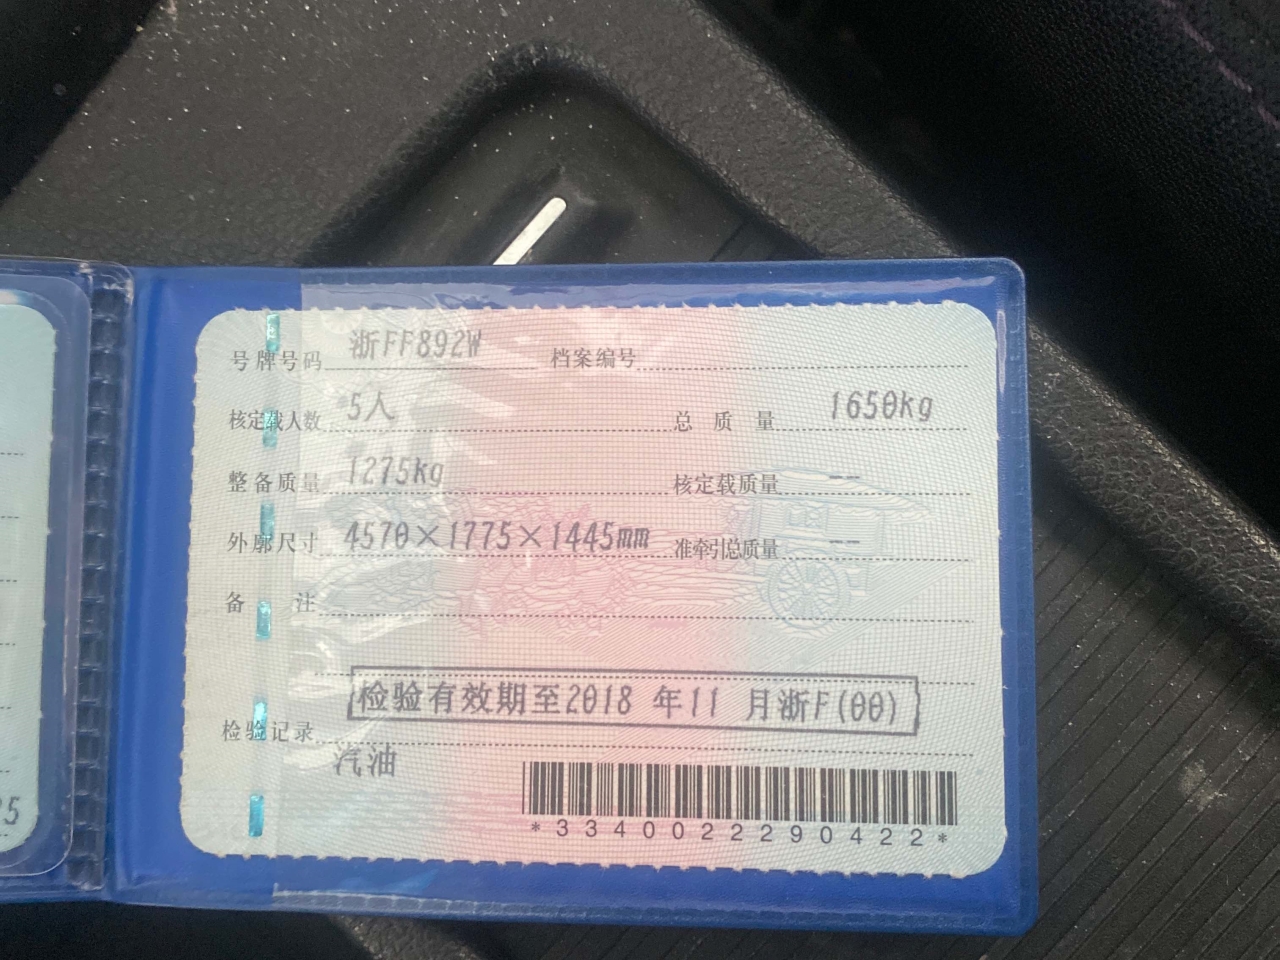 号牌号码 浙FF892W 档案编号
核定载人数 5人 总质量 1650kg
整备质量 1275kg 核定载质量 --
外廓尺寸 4570×1775×1445mm 准牵引总质量 --
备注
检验有效期至2018 年11 月浙F(00)
检验记录
汽油
*3340022290422*
5